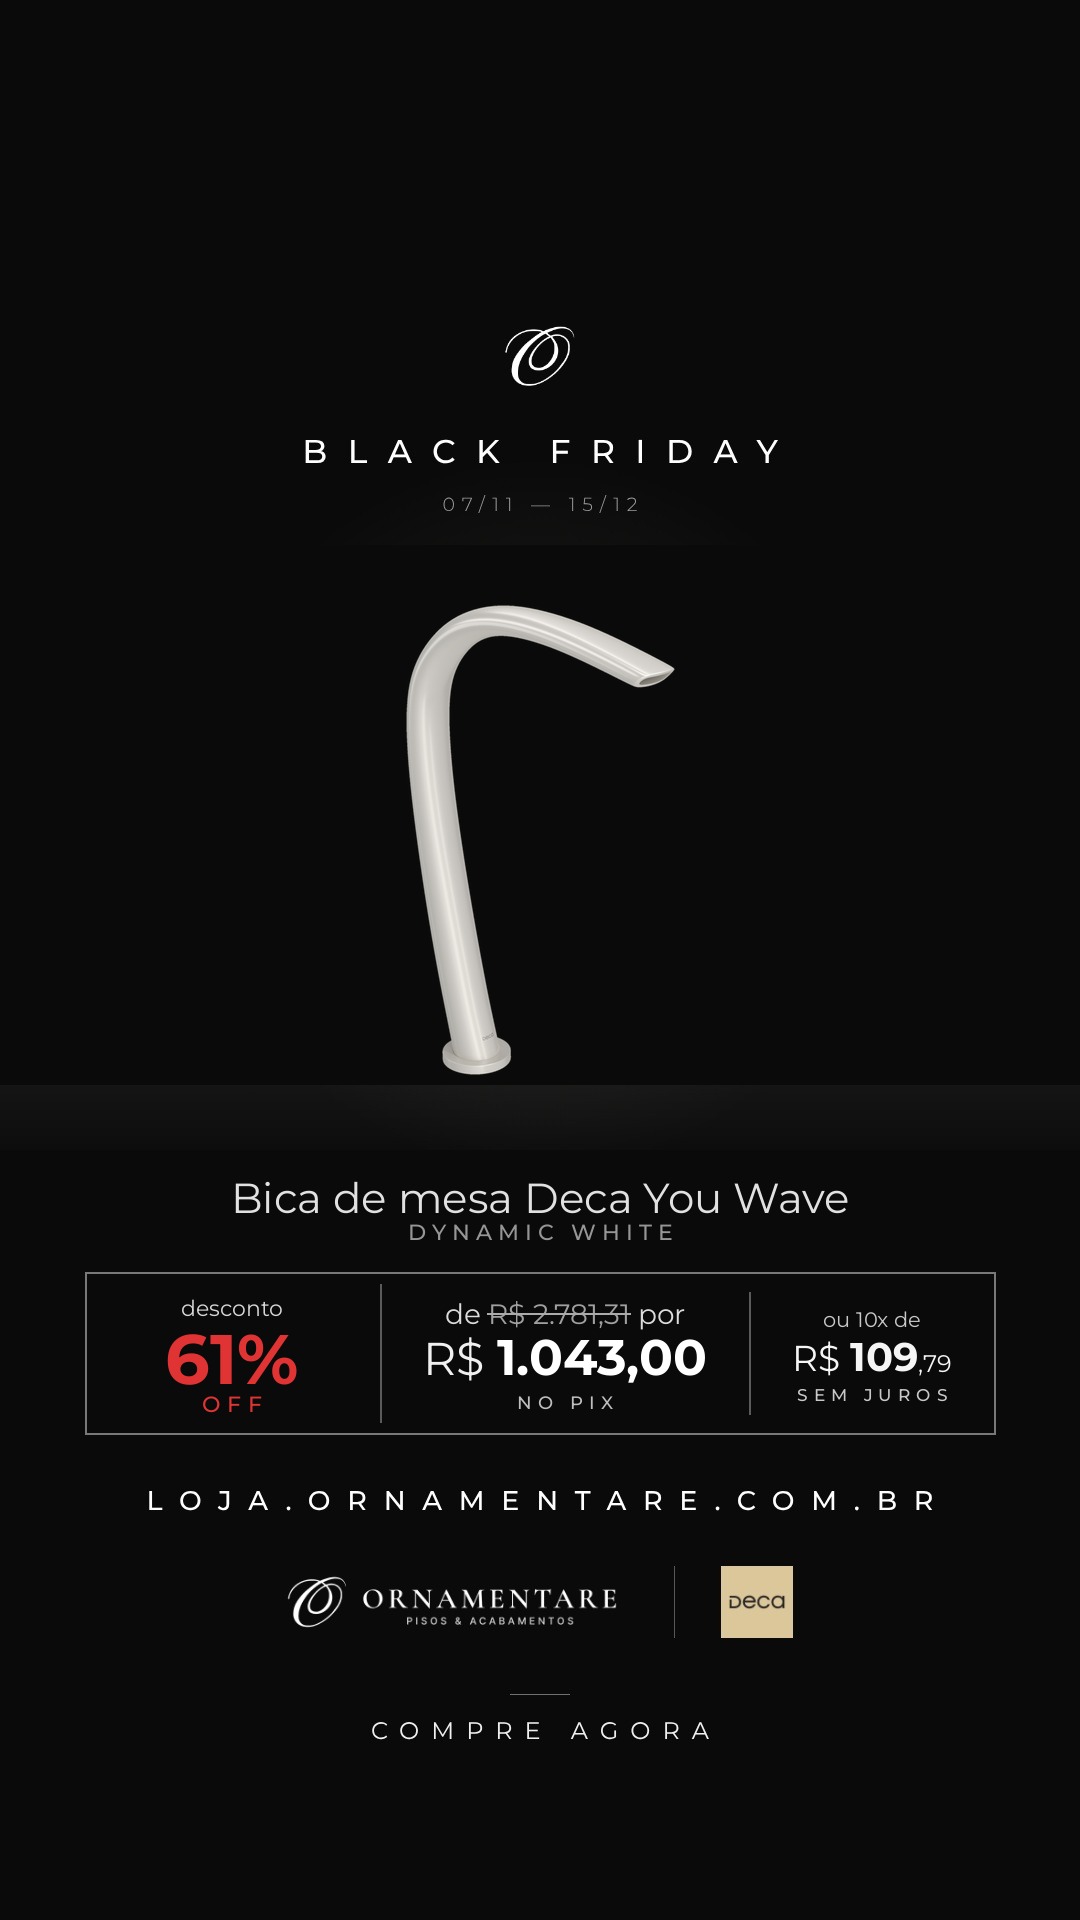 BLACK FRIDAY
07/11 — 15/12
Bica de mesa Deca You Wave
DYNAMIC WHITE
desconto
61%
OFF
de R$ 2.781,31 por
R$ 1.043,00
NO PIX
ou 10x de
R$ 109,79
SEM JUROS
LOJA.ORNAMENTARE.COM.BR
ORNAMENTARE
PISOS & ACABAMENTOS
Deca
COMPRE AGORA